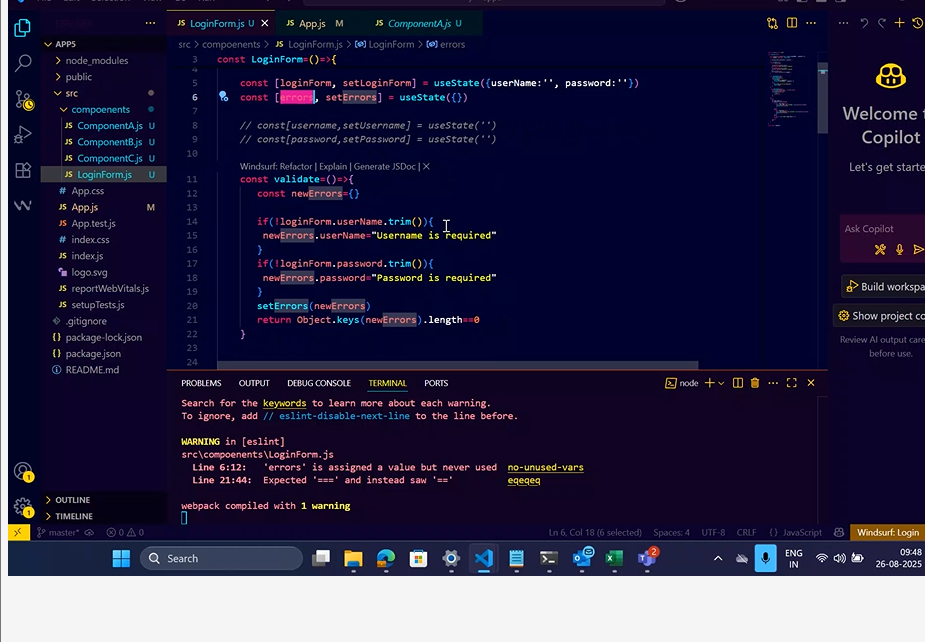 LoginForm.js U
App.js M
ComponentA.js U
APP5
node_modules
public
src
compoenents
JS ComponentA.js U
JS ComponentB.js U
JS ComponentC.js U
JS LoginForm.js U
# App.css
JS App.js M
JS App.test.js
# index.css
JS index.js
logo.svg
JS reportWebVitals.js
JS setupTests.js
.gitignore
{} package-lock.json
{} package.json
README.md
OUTLINE
TIMELINE
src > compoenents > JS LoginForm.js > LoginForm > errors
3 const LoginForm=()=>{
4
5 const [loginForm, setLoginForm] = useState({userName:'', password:''})
6 const [errors, setErrors] = useState({})
7
8 // const[username,setUsername] = useState('')
9 // const[password,setPassword] = useState('')
10
Windsurf: Refactor | Explain | Generate JSDoc | X
11 const validate=()=>{
12 const newErrors={}
13
14 if(!loginForm.userName.trim()){
15 newErrors.userName="Username is required"
16 }
17 if(!loginForm.password.trim()){
18 newErrors.password="Password is required"
19 }
20 setErrors(newErrors)
21 return Object.keys(newErrors).length==0
22 }
23
24
Welcome
Copilot
Let's get starte
Ask Copilot
Build workspa
Show project co
Review AI output care
before use.
PROBLEMS OUTPUT DEBUG CONSOLE TERMINAL PORTS
node
Search for the keywords to learn more about each warning.
To ignore, add // eslint-disable-next-line to the line before.
WARNING in [eslint]
src\compoenents\LoginForm.js
Line 6:12: 'errors' is assigned a value but never used no-unused-vars
Line 21:44: Expected '===' and instead saw '==' eqeqeq
webpack compiled with 1 warning
master* 0 0
Ln 6, Col 18 (6 selected) Spaces: 4 UTF-8 CRLF {} JavaScript
Windsurf: Login
Search
2
ENG
IN
09:48
26-08-2025